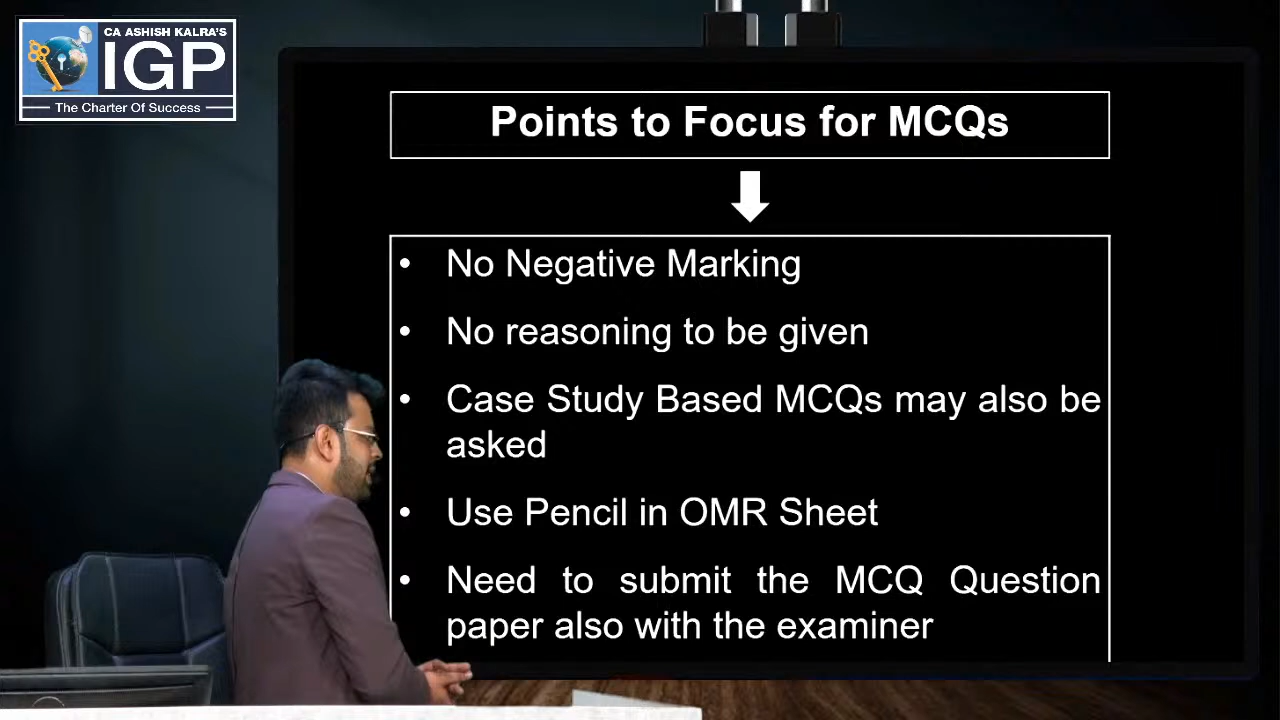 CA ASHISH KALRA'S
IGP
The Charter Of Success
Points to Focus for MCQs
• No Negative Marking
• No reasoning to be given
• Case Study Based MCQs may also be
asked
• Use Pencil in OMR Sheet
• Need to submit the MCQ Question
paper also with the examiner